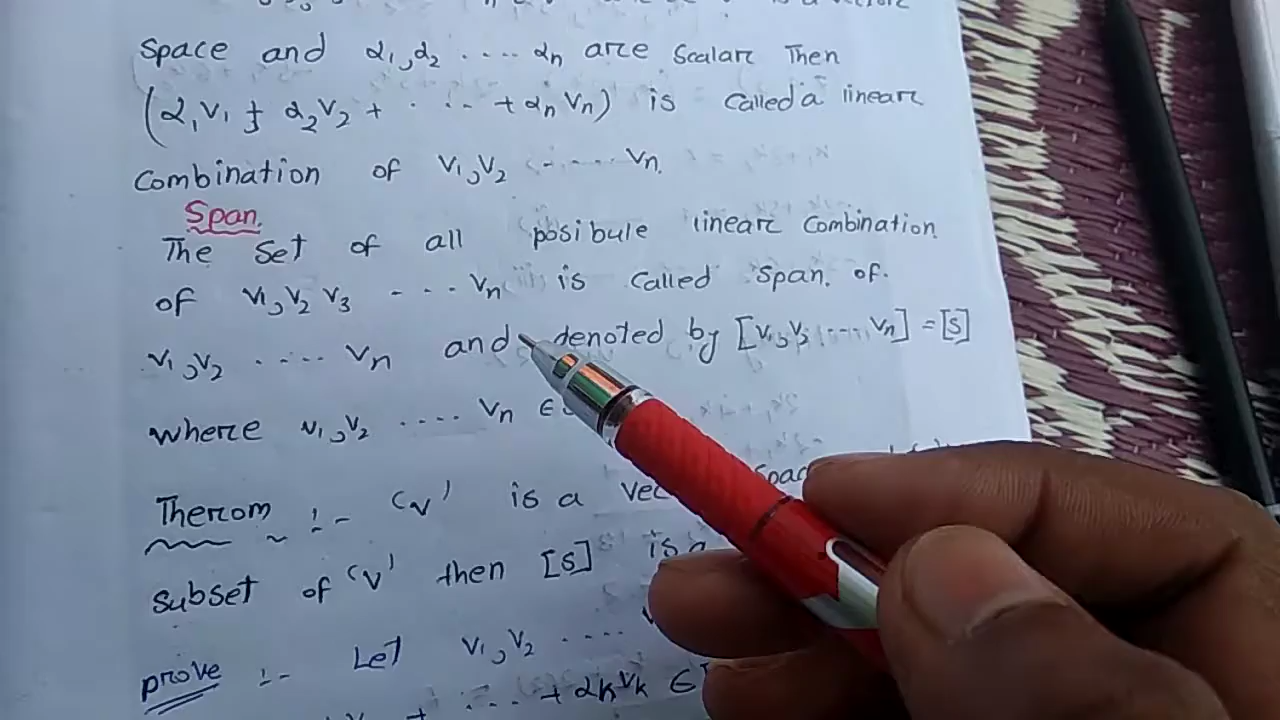 Space and α1, α2 ..... αn are Scalar Then
(α1V1 + α2V2 + ..... + αn Vn) is called a linear
Combination of V1, V2 ..... Vn.
Span.
The Set of all posibule linear Combination.
of V1, V2 V3 .... Vn is called Span. of.
V1, V2 ..... Vn and denoted by [V1, V2 .... Vn] = [S]
where V1, V2 .... Vn ∈
Therom :- 'V' is a
subset of 'V' then [S] is a
prove :- Let V1, V2 ....
+ ... + αk Vk ∈